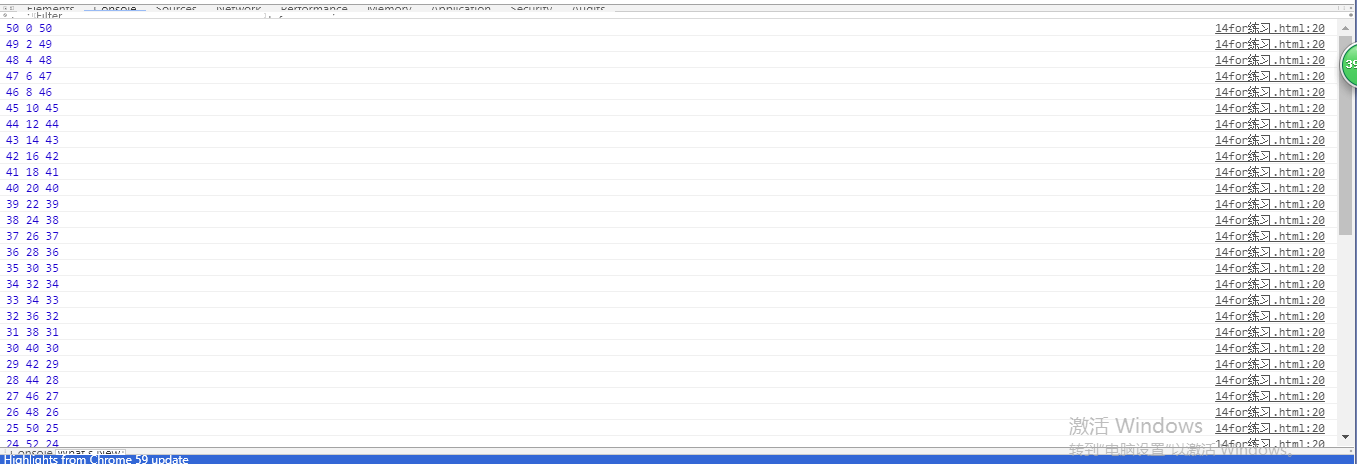 Elements Console Sources Network Performance Memory Application Security Audits
Filter
50 0 50 14for练习.html:20
49 2 49 14for练习.html:20
48 4 48 14for练习.html:20
47 6 47 14for练习.html:20
46 8 46 14for练习.html:20
45 10 45 14for练习.html:20
44 12 44 14for练习.html:20
43 14 43 14for练习.html:20
42 16 42 14for练习.html:20
41 18 41 14for练习.html:20
40 20 40 14for练习.html:20
39 22 39 14for练习.html:20
38 24 38 14for练习.html:20
37 26 37 14for练习.html:20
36 28 36 14for练习.html:20
35 30 35 14for练习.html:20
34 32 34 14for练习.html:20
33 34 33 14for练习.html:20
32 36 32 14for练习.html:20
31 38 31 14for练习.html:20
30 40 30 14for练习.html:20
29 42 29 14for练习.html:20
28 44 28 14for练习.html:20
27 46 27 14for练习.html:20
26 48 26 14for练习.html:20
25 50 25 14for练习.html:20
24 52 24 14for练习.html:20
39
激活 Windows
转到"电脑设置"以激活 Windows。
Console What's New
Highlights from Chrome 59 update